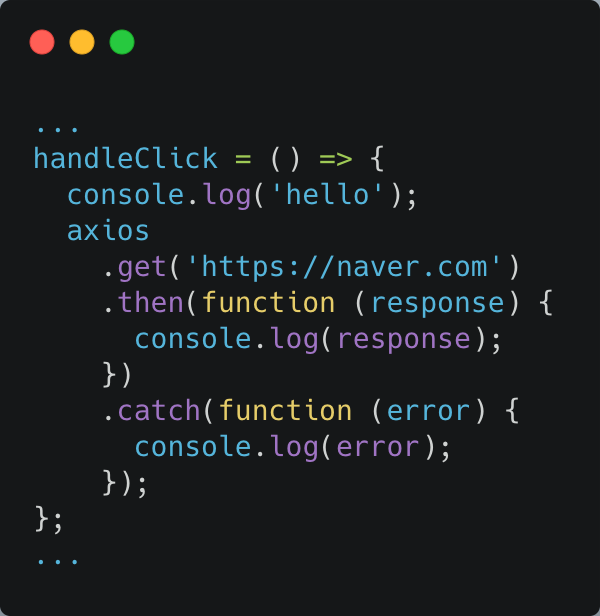 ...
handleClick = () => {
  console.log('hello');
  axios
    .get('https://naver.com')
    .then(function (response) {
      console.log(response);
    })
    .catch(function (error) {
      console.log(error);
    });
};
...